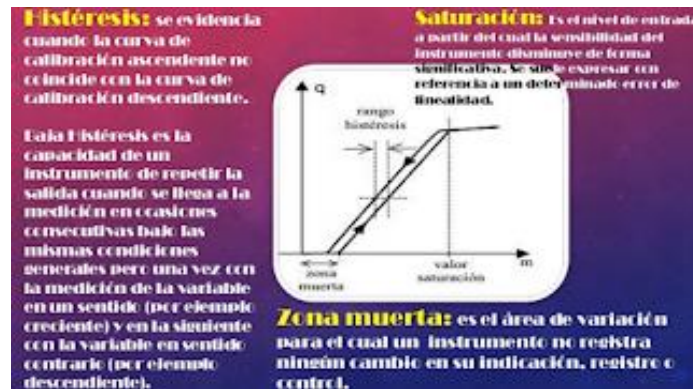 Histéresis: se evidencia
cuando la curva de
calibración ascendente no
coincide con la curva de
calibración descendiente.
Baja Histéresis es la
capacidad de un
instrumento de repetir la
salida cuando se llega a la
medición en ocasiones
consecutivas bajo las
mismas condiciones
generales pero una vez con
la medición de la variable
en un sentido (por ejemplo
creciente) y en la siguiente
con la variable en sentido
contrario (por ejemplo
descendiente).
Saturación: Es el nivel de entrada
a partir del cual la sensibilidad del
instrumento disminuye de forma
significativa. Se suele expresar con
referencia a un determinado error de
linealidad.
q
rango
histéresis
zona
muerta
valor
saturación
m
Zona muerta: es el área de variación
para el cual un instrumento no registra
ningún cambio en su indicación, registro o
control.